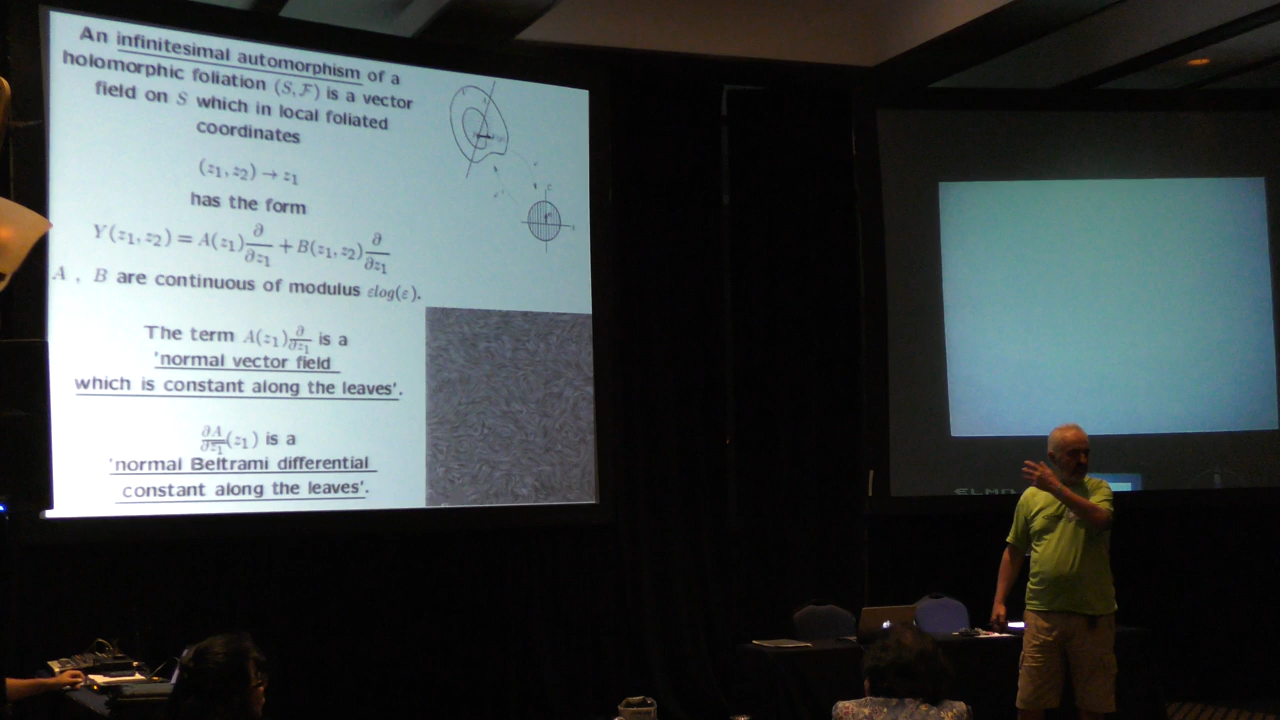 An infinitesimal automorphism of a
holomorphic foliation (S, F) is a vector
field on S which in local foliated
coordinates
(z₁, z₂) → z₁
has the form
Y(z₁, z₂) = A(z₁) ∂/∂z₁ + B(z₁, z₂) ∂/∂z₁
A , B are continuous of modulus εlog(ε).
The term A(z₁) ∂/∂z₁ is a
'normal vector field
which is constant along the leaves'.
∂A/∂z̅₁ (z₁) is a
'normal Beltrami differential
constant along the leaves'.